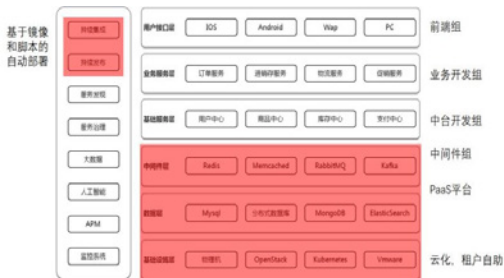 基于镜像
和脚本的
自动部署
持续集成
持续发布
服务发现
服务治理
大数据
人工智能
APM
监控系统
用户接口层 IOS Android Wap PC 前端组
业务服务层 订单服务 进销存服务 物流服务 促销服务 业务开发组
基础服务层 用户中心 商品中心 库存中心 支付中心 中台开发组
中间件层 Redis Memcached RabbitMQ Kafka 中间件组
数据层 Mysql 分布式数据库 MongoDB ElasticSearch PaaS平台
基础设施层 物理机 OpenStack Kubernetes Vmware 云化，租户自助